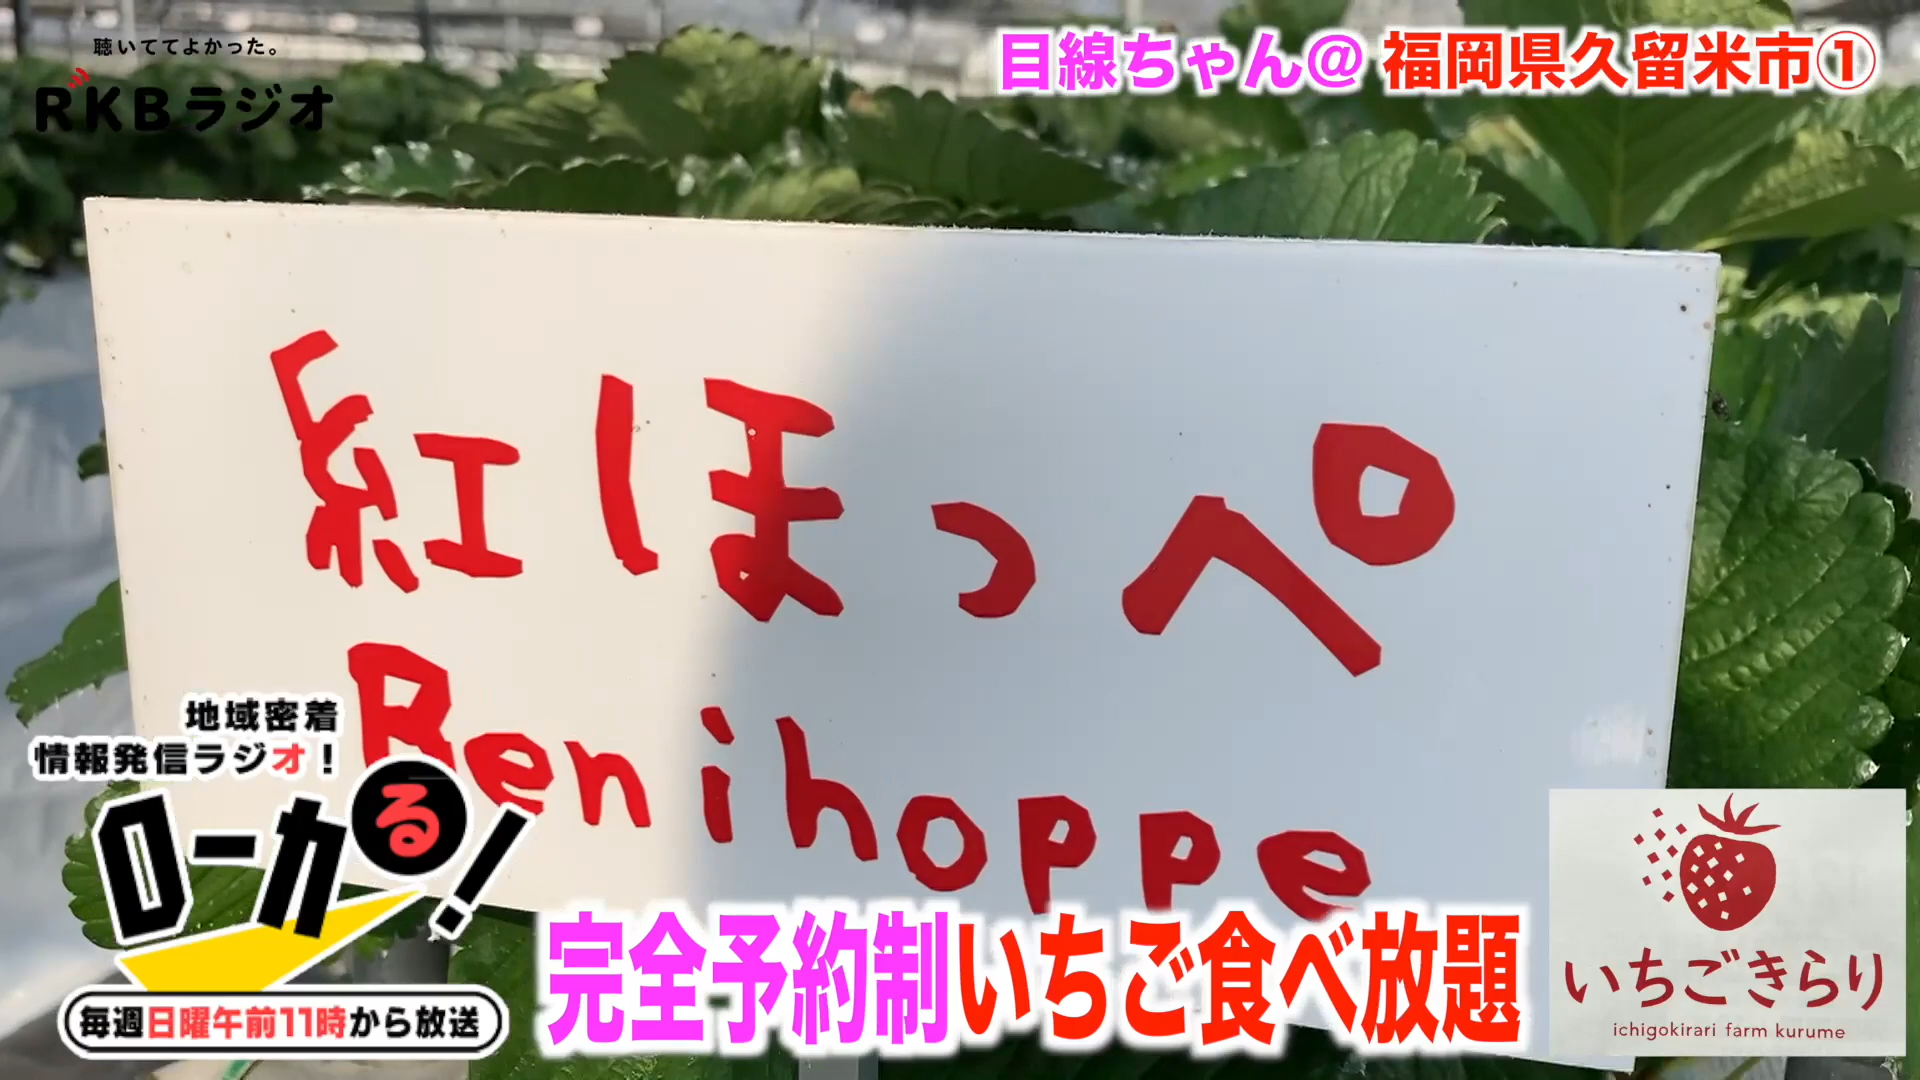 聴いててよかった。
RKBラジオ
目線ちゃん@ 福岡県久留米市①
紅ほっぺ
Benihoppe
地域密着
情報発信ラジオ！
ローカる！
毎週日曜午前11時から放送
完全予約制いちご食べ放題
いちごきらり
ichigokirari farm kurume